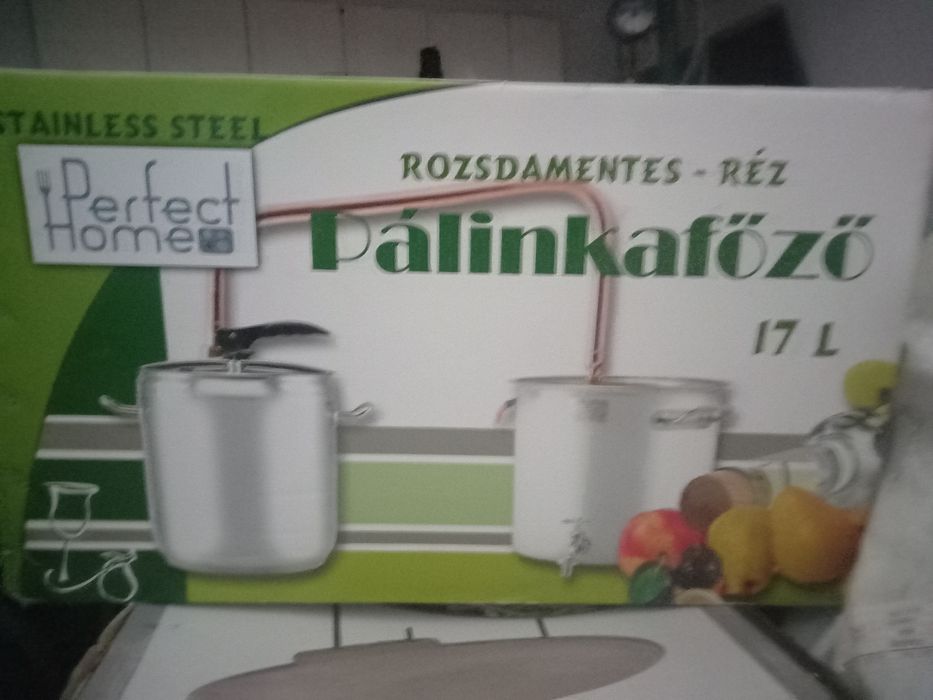 STAINLESS STEEL
Perfect
Home
ROZSDAMENTES - RÉZ
Pálinkafőző
17 L